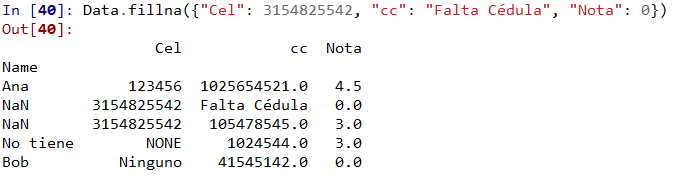 In [40]: Data.fillna({"Cel": 3154825542, "cc": "Falta Cédula", "Nota": 0})
Out[40]:
Cel cc Nota
Name
Ana 123456 1025654521.0 4.5
NaN 3154825542 Falta Cédula 0.0
NaN 3154825542 105478545.0 3.0
No tiene NONE 1024544.0 3.0
Bob Ninguno 41545142.0 0.0